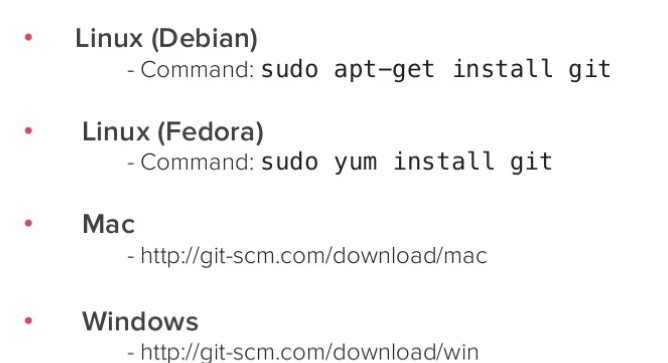 • Linux (Debian)
- Command: sudo apt-get install git
• Linux (Fedora)
- Command: sudo yum install git
• Mac
- http://git-scm.com/download/mac
• Windows
- http://git-scm.com/download/win